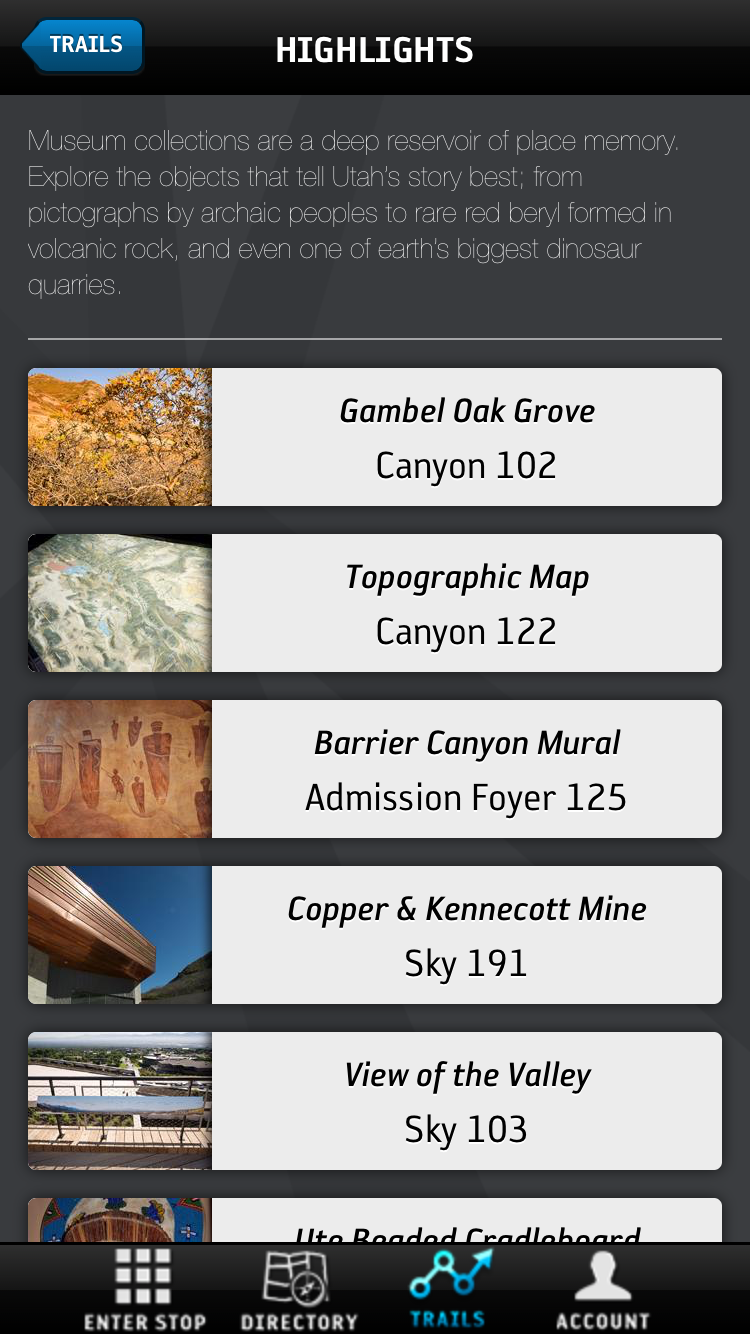 TRAILS
HIGHLIGHTS
Museum collections are a deep reservoir of place memory.
Explore the objects that tell Utah's story best; from
pictographs by archaic peoples to rare red beryl formed in
volcanic rock, and even one of earth's biggest dinosaur
quarries.
Gambel Oak Grove
Canyon 102
Topographic Map
Canyon 122
Barrier Canyon Mural
Admission Foyer 125
Copper & Kennecott Mine
Sky 191
View of the Valley
Sky 103
Ute Beaded Cradleboard
ENTER STOP
DIRECTORY
TRAILS
ACCOUNT